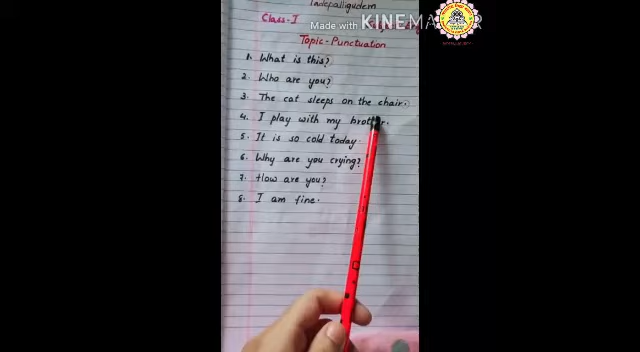 Tadepalligudem
Class-I
Made with KINEMASTER
Topic-Punctuation
1. What is this?
2. Who are you?
3. The cat sleeps on the chair.
4. I play with my brother.
5. It is so cold today.
6. Why are you crying?
7. How are you?
8. I am fine.